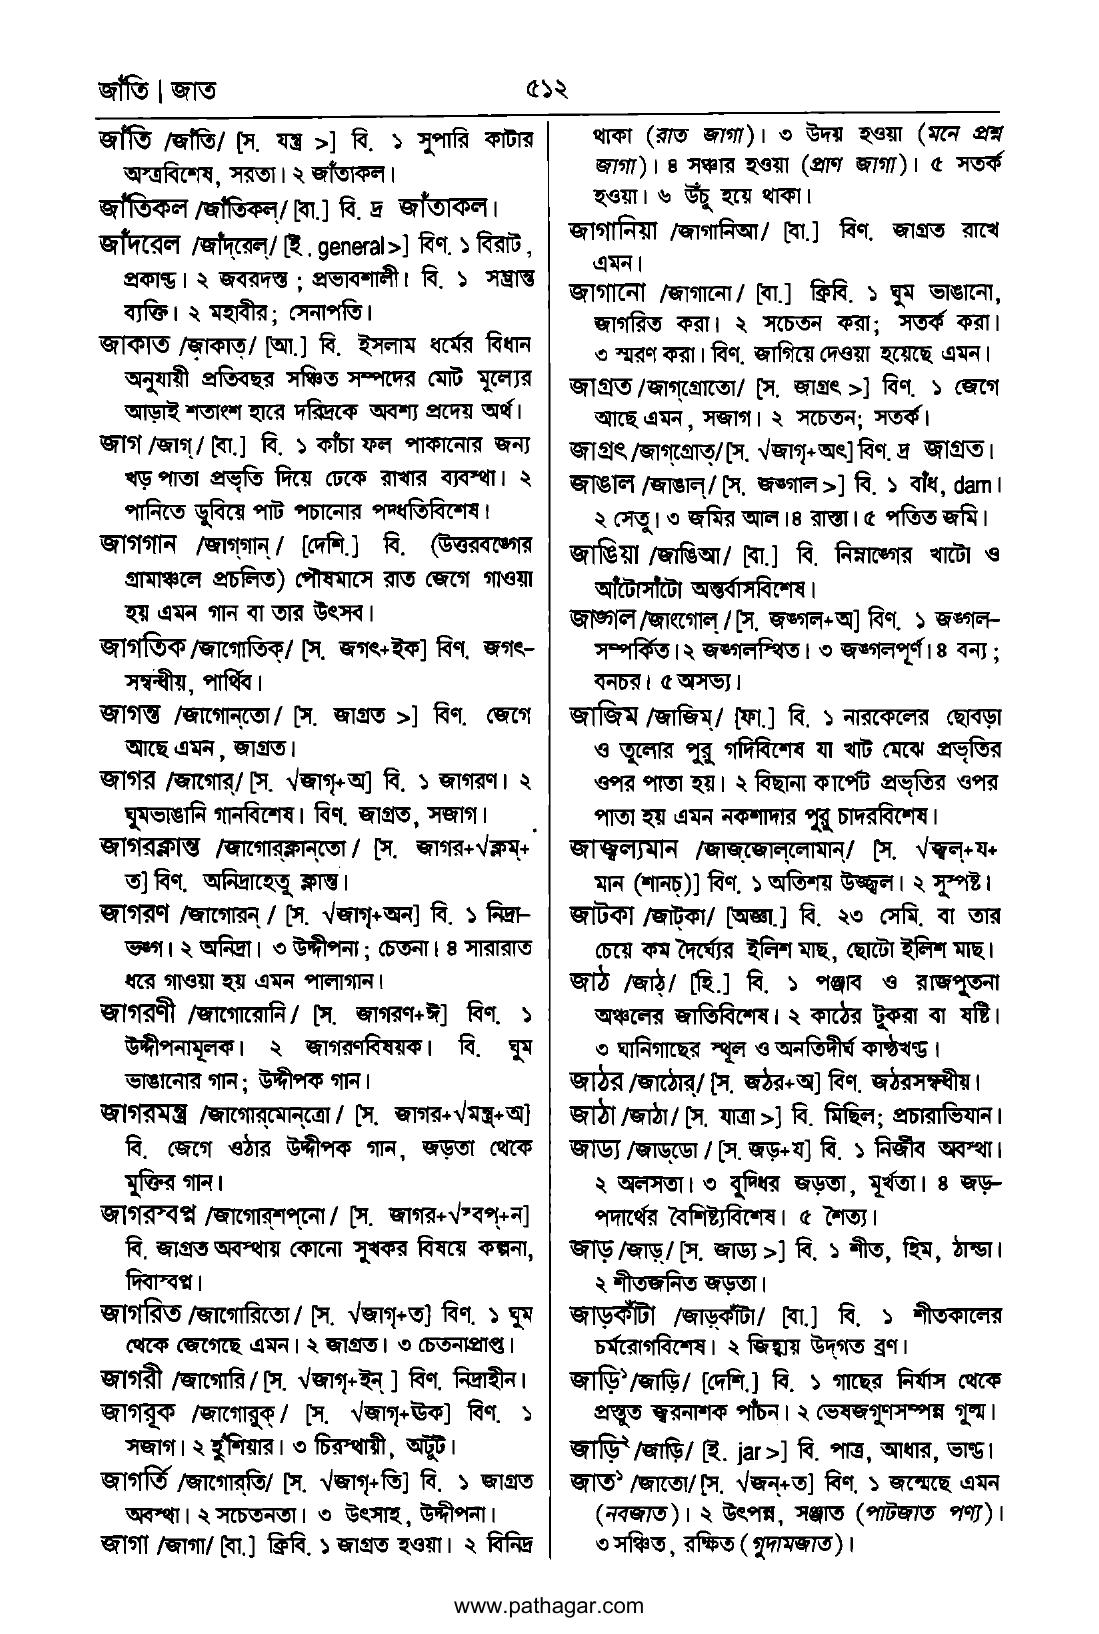 জাঁতি | জাত
৫১২
জাঁতি /জাঁতি/ [স. যন্ত্র >] বি. ১ সুপারি কাটার
অস্ত্রবিশেষ, সরতা। ২ জাঁতাকল।
জাঁতিকল /জাঁতিকল্/ [বা.] বি. দ্র জাঁতাকল।
জাঁদরেল /জাঁদ্‌রেল্/ [ই. general>] বিণ. ১ বিরাট,
প্রকাণ্ড। ২ জবরদস্ত ; প্রভাবশালী। বি. ১ সম্ভ্রান্ত
ব্যক্তি। ২ মহাবীর; সেনাপতি।
জাকাত /জ়াকাত্/ [আ.] বি. ইসলাম ধর্মের বিধান
অনুযায়ী প্রতিবছর সঞ্চিত সম্পদের মোট মূল্যের
আড়াই শতাংশ হারে দরিদ্রকে অবশ্য প্রদেয় অর্থ।
জাগ /জাগ্/ [বা.] বি. ১ কাঁচা ফল পাকানোর জন্য
খড় পাতা প্রভৃতি দিয়ে ঢেকে রাখার ব্যবস্থা। ২
পানিতে ডুবিয়ে পাট পচানোর পদ্ধতিবিশেষ।
জাগগান /জাগ্‌গান্/ [দেশি.] বি. (উত্তরবঙ্গের
গ্রামাঞ্চলে প্রচলিত) পৌষমাসে রাত জেগে গাওয়া
হয় এমন গান বা তার উৎসব।
জাগতিক /জাগোতিক্/ [স. জগৎ+ইক] বিণ. জগৎ–
সম্বন্ধীয়, পার্থিব।
জাগন্ত /জাগোন্‌তো/ [স. জাগ্রত >] বিণ. জেগে
আছে এমন, জাগ্রত।
জাগর /জাগোর্/ [স. √জাগৃ+অ] বি. ১ জাগরণ। ২
ঘুমভাঙানি গানবিশেষ। বিণ. জাগ্রত, সজাগ।
জাগরক্লান্ত /জাগোর্‌ক্লান্‌তো/ [স. জাগর+√ক্লম্+
ত] বিণ. অনিদ্রাহেতু ক্লান্ত।
জাগরণ /জাগোরন্/ [স. √জাগৃ+অন] বি. ১ নিদ্রা–
ভঙ্গ। ২ অনিদ্রা। ৩ উদ্দীপনা ; চেতনা। ৪ সারারাত
ধরে গাওয়া হয় এমন পালাগান।
জাগরণী /জাগোরোনি/ [স. জাগরণ+ঈ] বিণ. ১
উদ্দীপনামূলক। ২ জাগরণবিষয়ক। বি. ঘুম
ভাঙানোর গান; উদ্দীপক গান।
জাগরমন্ত্র /জাগোর্‌মোন্‌ত্রো/ [স. জাগর+√মন্ত্র+অ]
বি. জেগে ওঠার উদ্দীপক গান, জড়তা থেকে
মুক্তির গান।
জাগরস্বপ্ন /জাগোর্‌শপ্‌নো/ [স. জাগর+√স্বপ্+ন]
বি. জাগ্রত অবস্থায় কোনো সুখকর বিষয়ে কল্পনা,
দিবাস্বপ্ন।
জাগরিত /জাগোরিতো/ [স. √জাগৃ+ত] বিণ. ১ ঘুম
থেকে জেগেছে এমন। ২ জাগ্রত। ৩ চেতনাপ্রাপ্ত।
জাগরী /জাগোরি/ [স. √জাগৃ+ইন্ ] বিণ. নিদ্রাহীন।
জাগরূক /জাগোরুক্/ [স. √জাগৃ+ঊক] বিণ. ১
সজাগ। ২ হুঁশিয়ার। ৩ চিরস্থায়ী, অটুট।
জাগর্তি /জাগোর্‌তি/ [স. √জাগৃ+তি] বি. ১ জাগ্রত
অবস্থা। ২ সচেতনতা। ৩ উৎসাহ, উদ্দীপনা।
জাগা /জাগা/ [বা.] ক্রিবি. ১ জাগ্রত হওয়া। ২ বিনিদ্র
থাকা (রাত জাগা)। ৩ উদয় হওয়া (মনে প্রশ্ন
জাগা)। ৪ সঞ্চার হওয়া (প্রাণ জাগা)। ৫ সতর্ক
হওয়া। ৬ উঁচু হয়ে থাকা।
জাগানিয়া /জাগানিআ/ [বা.] বিণ. জাগ্রত রাখে
এমন।
জাগানো /জাগানো/ [বা.] ক্রিবি. ১ ঘুম ভাঙানো,
জাগরিত করা। ২ সচেতন করা; সতর্ক করা।
৩ স্মরণ করা। বিণ. জাগিয়ে দেওয়া হয়েছে এমন।
জাগ্রত /জাগ্‌গ্রোতো/ [স. জাগ্রৎ >] বিণ. ১ জেগে
আছে এমন, সজাগ। ২ সচেতন; সতর্ক।
জাগ্রৎ /জাগ্‌গ্রোত্/ [স. √জাগৃ+অৎ] বিণ. দ্র জাগ্রত।
জাঙাল /জাঙাল্/ [স. জঙ্গাল >] বি. ১ বাঁধ, dam।
২ সেতু। ৩ জমির আল। ৪ রাস্তা। ৫ পতিত জমি।
জাঙিয়া /জাঙিআ/ [বা.] বি. নিম্নাঙ্গের খাটো ও
আঁটোসাঁটো অন্তর্বাসবিশেষ।
জাঙ্গল /জাংগোল্/ [স. জঙ্গল+অ] বিণ. ১ জঙ্গল–
সম্পর্কিত। ২ জঙ্গলস্থিত। ৩ জঙ্গলপূর্ণ। ৪ বন্য ;
বনচর। ৫ অসভ্য।
জাজিম /জাজিম্/ [ফা.] বি. ১ নারকেলের ছোবড়া
ও তুলোর পুরু গদিবিশেষ যা খাট মেঝে প্রভৃতির
ওপর পাতা হয়। ২ বিছানা কার্পেট প্রভৃতির ওপর
পাতা হয় এমন নকশাদার পুরু চাদরবিশেষ।
জাজ্বল্যমান /জাজ্‌জোল্‌লোমান্/ [স. √জ্বল্+য+
মান (শানচ্)] বিণ. ১ অতিশয় উজ্জ্বল। ২ সুস্পষ্ট।
জাটকা /জাট্‌কা/ [অজ্ঞা.] বি. ২৩ সেমি. বা তার
চেয়ে কম দৈর্ঘ্যের ইলিশ মাছ, ছোটো ইলিশ মাছ।
জাঠ /জাঠ্/ [হি.] বি. ১ পঞ্জাব ও রাজপুতনা
অঞ্চলের জাতিবিশেষ। ২ কাঠের টুকরা বা যষ্টি।
৩ ঘানিগাছের স্থূল ও অনতিদীর্ঘ কাষ্ঠখণ্ড।
জাঠর /জাঠোর্/ [স. জঠর+অ] বিণ. জঠরসম্বন্ধীয়।
জাঠা /জাঠা/ [স. যাত্রা >] বি. মিছিল; প্রচারাভিযান।
জাড্য /জাড্‌ডো/ [স. জড়+য] বি. ১ নির্জীব অবস্থা।
২ অলসতা। ৩ বুদ্ধির জড়তা, মূর্খতা। ৪ জড়–
পদার্থের বৈশিষ্ট্যবিশেষ। ৫ শৈত্য।
জাড় /জাড়্/ [স. জাড্য >] বি. ১ শীত, হিম, ঠান্ডা।
২ শীতজনিত জড়তা।
জাড়কাঁটা /জাড়্‌কাঁটা/ [বা.] বি. ১ শীতকালের
চর্মরোগবিশেষ। ২ জিহ্বায় উদ্‌গত ব্রণ।
জাড়ি১ /জাড়ি/ [দেশি.] বি. ১ গাছের নির্যাস থেকে
প্রস্তুত জ্বরনাশক পাঁচন। ২ ভেষজগুণসম্পন্ন গুল্ম।
জাড়ি২ /জাড়ি/ [ই. jar >] বি. পাত্র, আধার, ভাণ্ড।
জাত১ /জাতো/ [স. √জন্+ত] বিণ. ১ জন্মেছে এমন
(নবজাত)। ২ উৎপন্ন, সঞ্জাত (পাটজাত পণ্য)।
৩ সঞ্চিত, রক্ষিত (গুদামজাত)।
www.pathagar.com